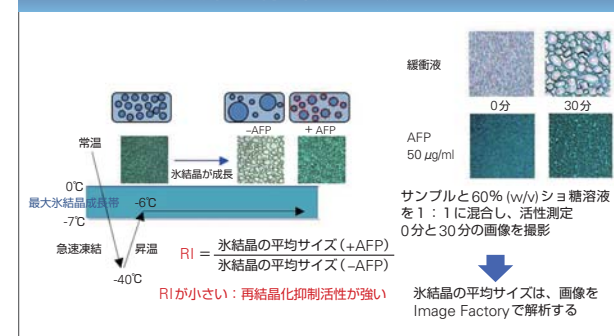 緩衝液
0分
30分
AFP
50 μg/ml
–AFP
+ AFP
常温
氷結晶が成長
0℃
最大氷結晶成長帯
-6℃
-7℃
急速凍結
昇温
-40℃
RI = 氷結晶の平均サイズ(+AFP)
氷結晶の平均サイズ(–AFP)
RIが小さい:再結晶化抑制活性が強い
サンプルと60% (w/v)ショ糖溶液
を1:1に混合し、活性測定
0分と30分の画像を撮影
氷結晶の平均サイズは、画像を
Image Factoryで解析する